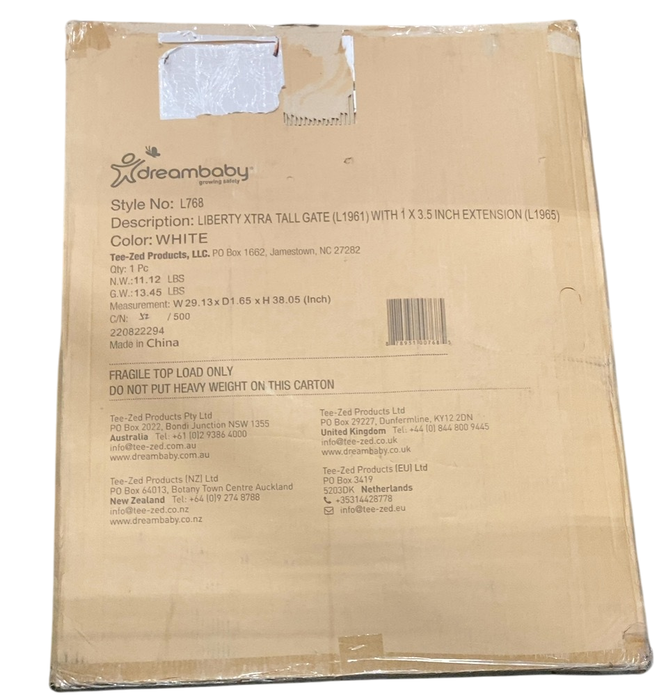 dreambaby®
growing safely
Style No: L768
Description: LIBERTY XTRA TALL GATE (L1961) WITH 1 X 3.5 INCH EXTENSION (L1965)
Color: WHITE
Tee-Zed Products, LLC. PO Box 1662, Jamestown, NC 27282
Qty: 1 Pc
N.W.:11.12 LBS
G.W.:13.45 LBS
Measurement: W 29.13 x D1.65 x H 38.05 (Inch)
C/N: / 500
220822294
Made in China
FRAGILE TOP LOAD ONLY
DO NOT PUT HEAVY WEIGHT ON THIS CARTON
Tee-Zed Products Pty Ltd
PO Box 2022, Bondi Junction NSW 1355
Australia Tel: +61 (0)2 9386 4000
info@tee-zed.com.au
www.dreambaby.com.au
Tee-Zed Products Ltd
PO Box 29227, Dunfermline, KY12 2DN
United Kingdom Tel: +44 (0) 844 800 9445
info@tee-zed.co.uk
www.dreambaby.co.uk
Tee-Zed Products (NZ) Ltd
PO Box 64013, Botany Town Centre Auckland
New Zealand Tel: +64 (0)9 274 8788
info@tee-zed.co.nz
www.dreambaby.co.nz
Tee-Zed Products (EU) Ltd
PO Box 3419
5203DK Netherlands
+35314428778
info@tee-zed.eu